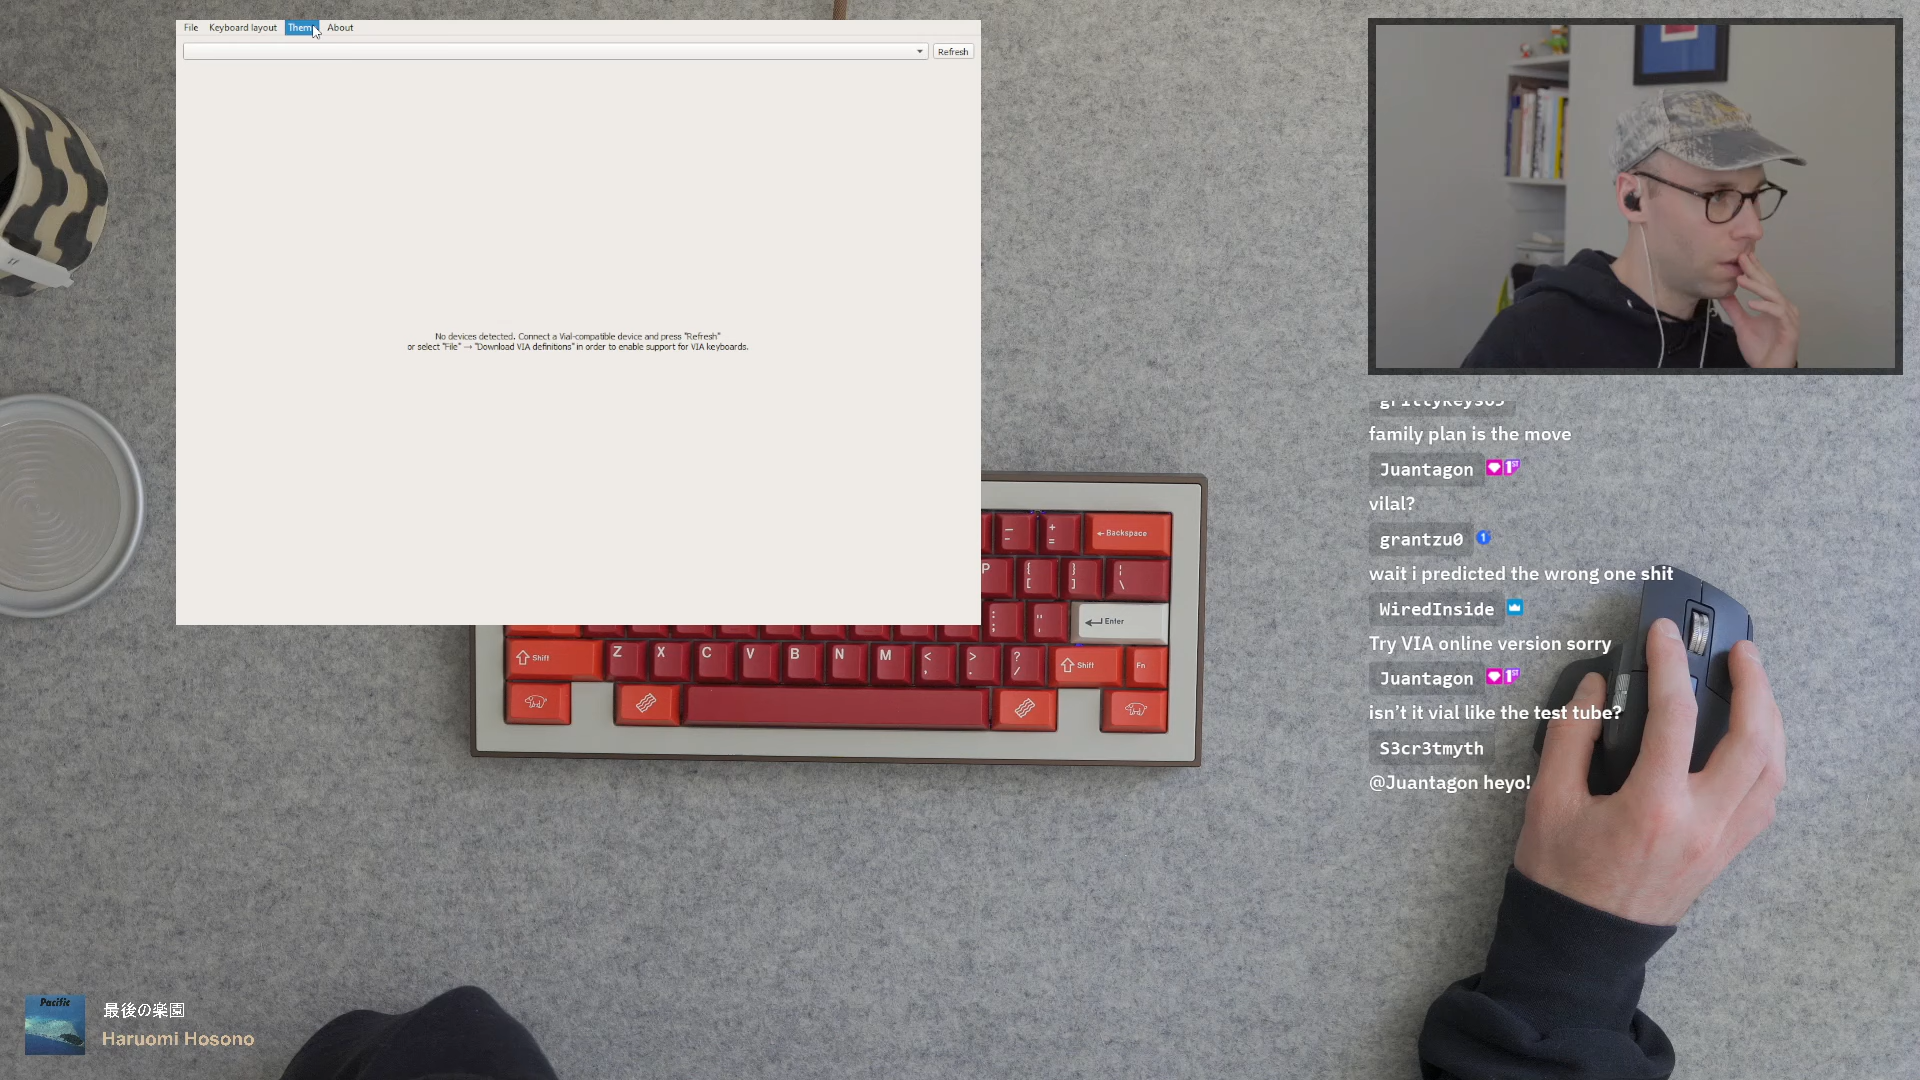 File Keyboard layout Them About
Refresh
No devices detected. Connect a Vial-compatible device and press "Refresh"
or select "File" → "Download VIA definitions" in order to enable support for VIA keyboards.
family plan is the move
Juantagon
vilal?
grantzu0
wait i predicted the wrong one shit
WiredInside
Try VIA online version sorry
Juantagon
isn't it vial like the test tube?
S3cr3tmyth
@Juantagon heyo!
_ - + = ← Backspace
P { [ } ] ¦ \
: ; " ' Enter
Shift Z X C V B N M < , > . ? / Shift Fn
Pacific
最後の楽園
Haruomi Hosono